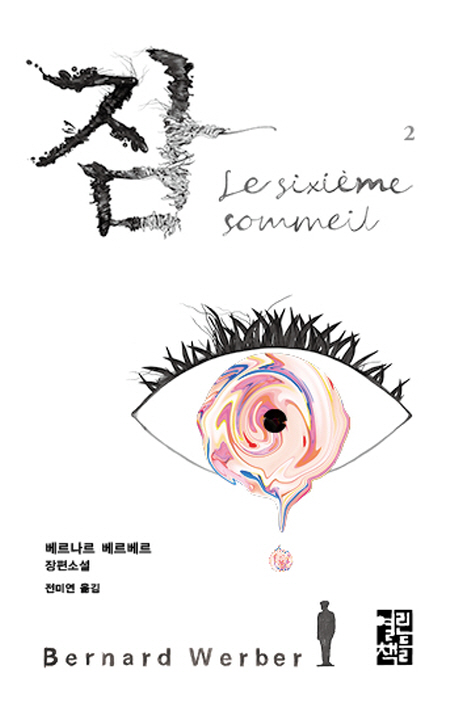 잠
2
Le sixième
sommeil
베르나르 베르베르
장편소설
전미연 옮김
Bernard Werber
열린
책들